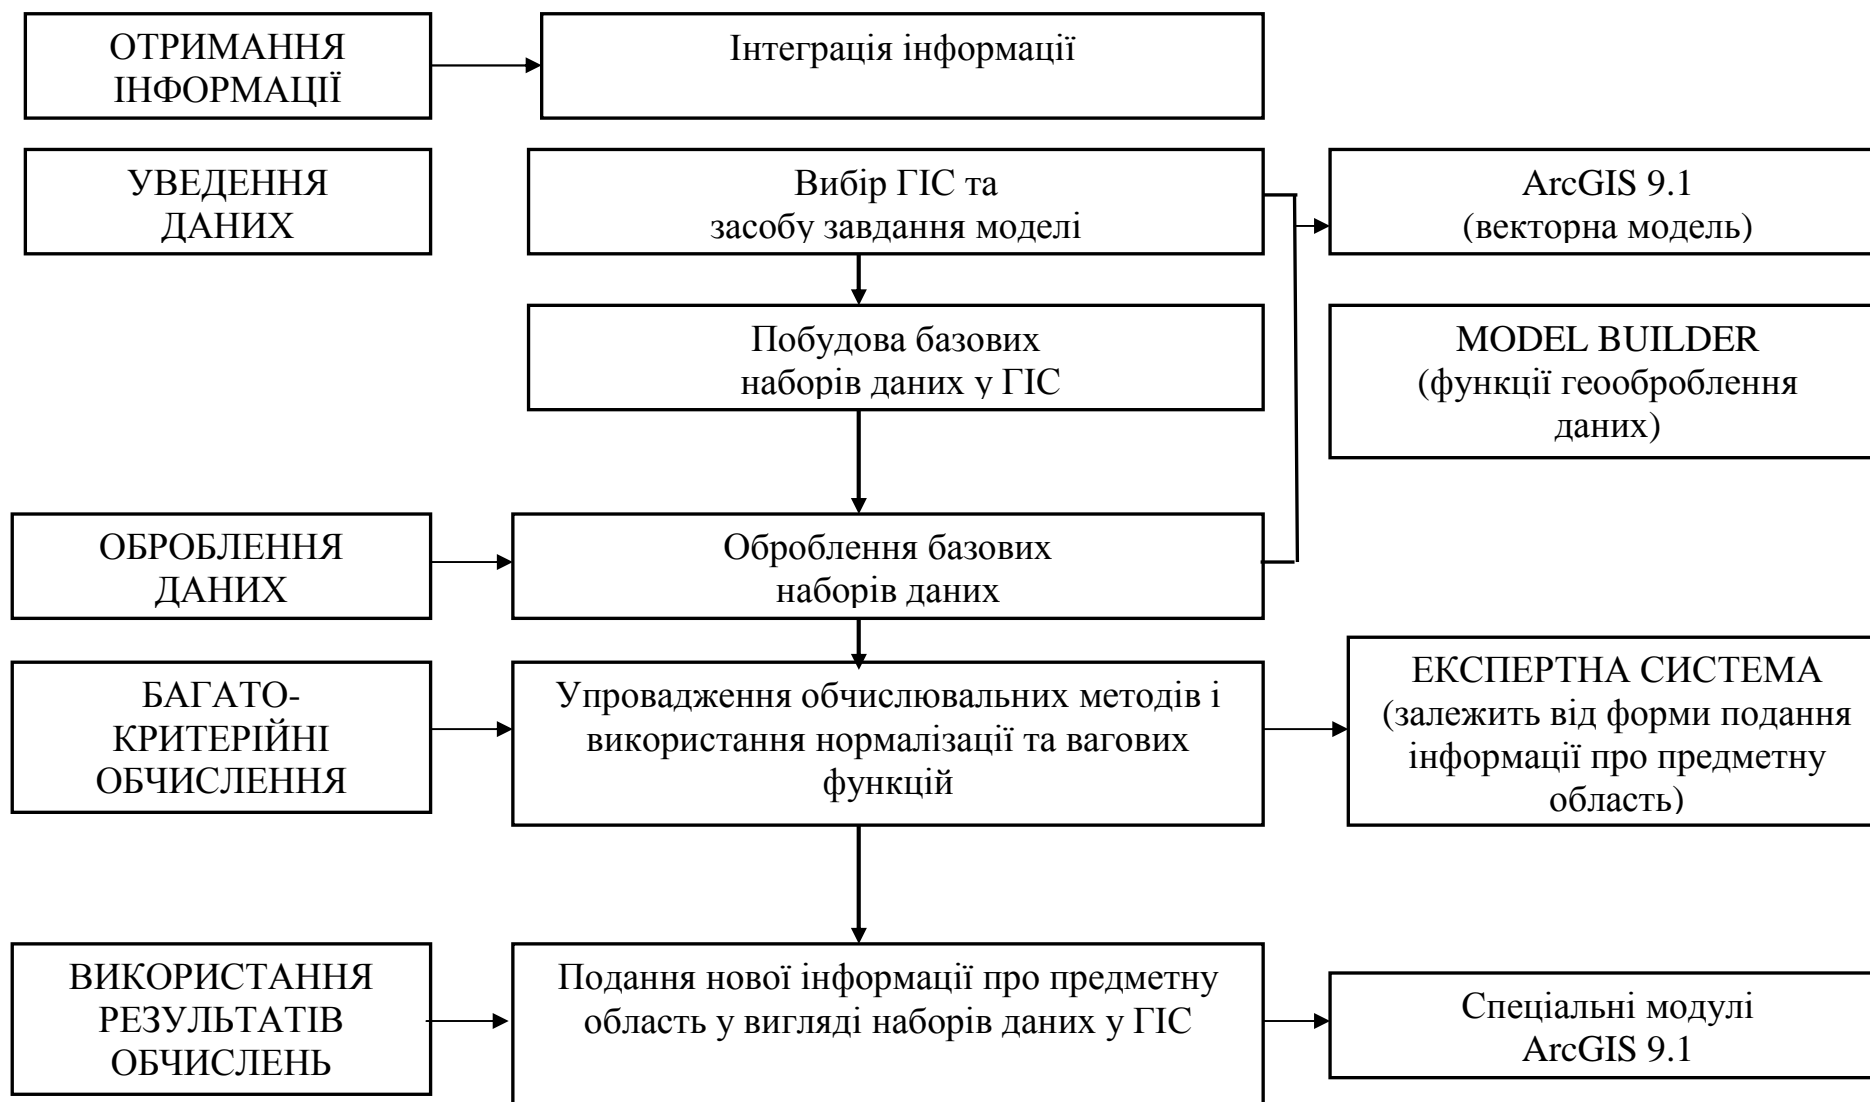 ОТРИМАННЯ
ІНФОРМАЦІЇ
Інтеграція інформації
УВЕДЕННЯ
ДАНИХ
Вибір ГІС та
засобу завдання моделі
ArcGIS 9.1
(векторна модель)
Побудова базових
наборів даних у ГІС
MODEL BUILDER
(функції геооброблення
даних)
ОБРОБЛЕННЯ
ДАНИХ
Оброблення базових
наборів даних
БАГАТО-
КРИТЕРІЙНІ
ОБЧИСЛЕННЯ
Упровадження обчислювальних методів і
використання нормалізації та вагових
функцій
ЕКСПЕРТНА СИСТЕМА
(залежить від форми подання
інформації про предметну
область)
ВИКОРИСТАННЯ
РЕЗУЛЬТАТІВ
ОБЧИСЛЕНЬ
Подання нової інформації про предметну
область у вигляді наборів даних у ГІС
Спеціальні модулі
ArcGIS 9.1